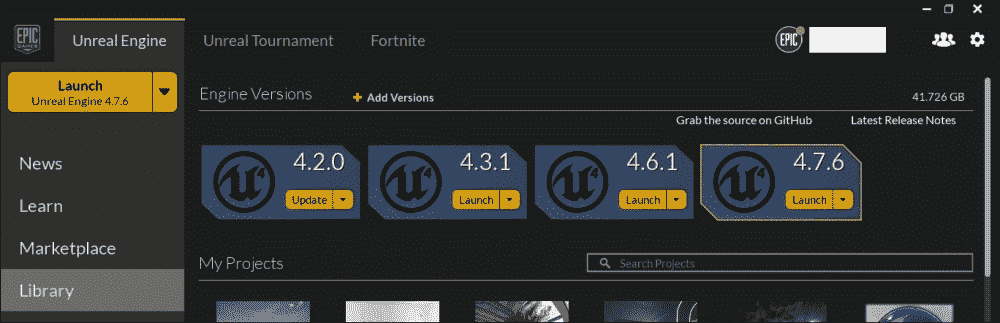 EPIC GAMES
Unreal Engine
Unreal Tournament
Fortnite
EPIC
Launch
Unreal Engine 4.7.6
News
Learn
Marketplace
Library
Engine Versions
+ Add Versions
41.726 GB
Grab the source on GitHub
Latest Release Notes
4.2.0
Update
4.3.1
Launch
4.6.1
Launch
4.7.6
Launch
My Projects
Search Projects